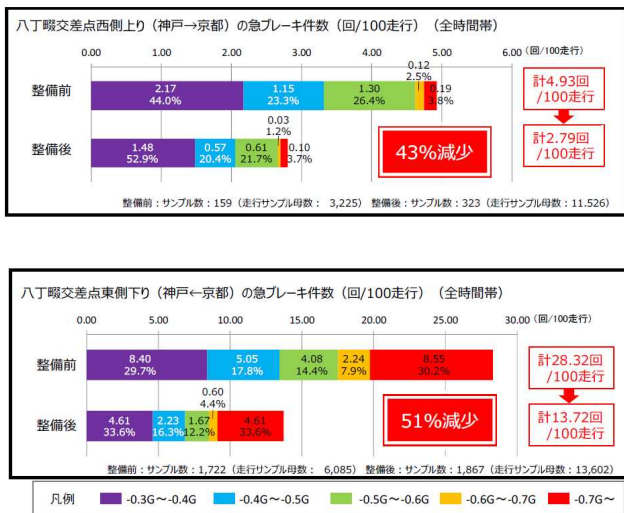 八丁畷交差点西側上り（神戸→京都）の急ブレーキ件数（回/100走行）（全時間帯）
0.00 1.00 2.00 3.00 4.00 5.00 6.00 (回/100走行)
0.12
2.5%
整備前 2.17 1.15 1.30 0.19
44.0% 23.3% 26.4% 3.8%
計4.93回
/100走行
0.03
1.2%
整備後 1.48 0.57 0.61 0.10
52.9% 20.4% 21.7% 3.7%
43%減少
計2.79回
/100走行
整備前：サンプル数：159（走行サンプル母数： 3,225） 整備後：サンプル数：323（走行サンプル母数：11.526）
八丁畷交差点東側下り（神戸←京都）の急ブレーキ件数（回/100走行）（全時間帯）
0.00 5.00 10.00 15.00 20.00 25.00 30.00 (回/100走行)
整備前 8.40 5.05 4.08 2.24 8.55
29.7% 17.8% 14.4% 7.9% 30.2%
計28.32回
/100走行
0.60
4.4%
整備後 4.61 2.23 1.67 4.61
33.6% 16.3% 12.2% 33.6%
51%減少
計13.72回
/100走行
整備前：サンプル数：1,722（走行サンプル母数： 6,085） 整備後：サンプル数：1,867（走行サンプル母数：13,602）
凡例 -0.3G～-0.4G -0.4G～-0.5G -0.5G～-0.6G -0.6G～-0.7G -0.7G～